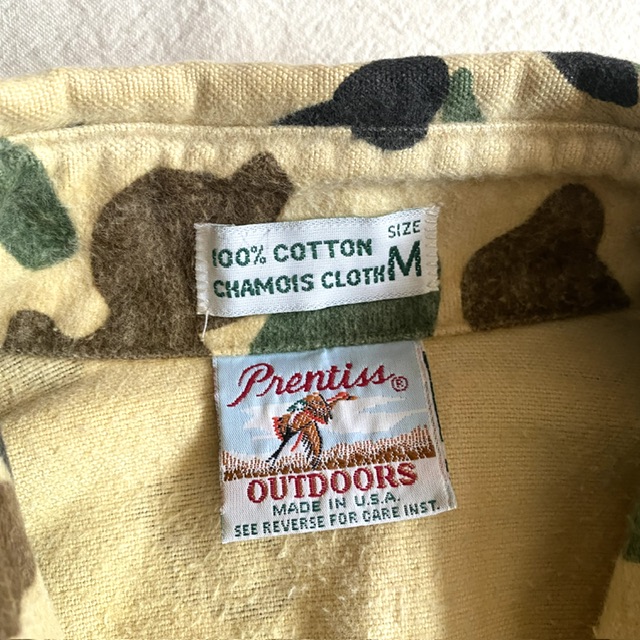 100% COTTON
CHAMOIS CLOTH
SIZE
M
Prentiss®
OUTDOORS
MADE IN U.S.A.
SEE REVERSE FOR CARE INST.